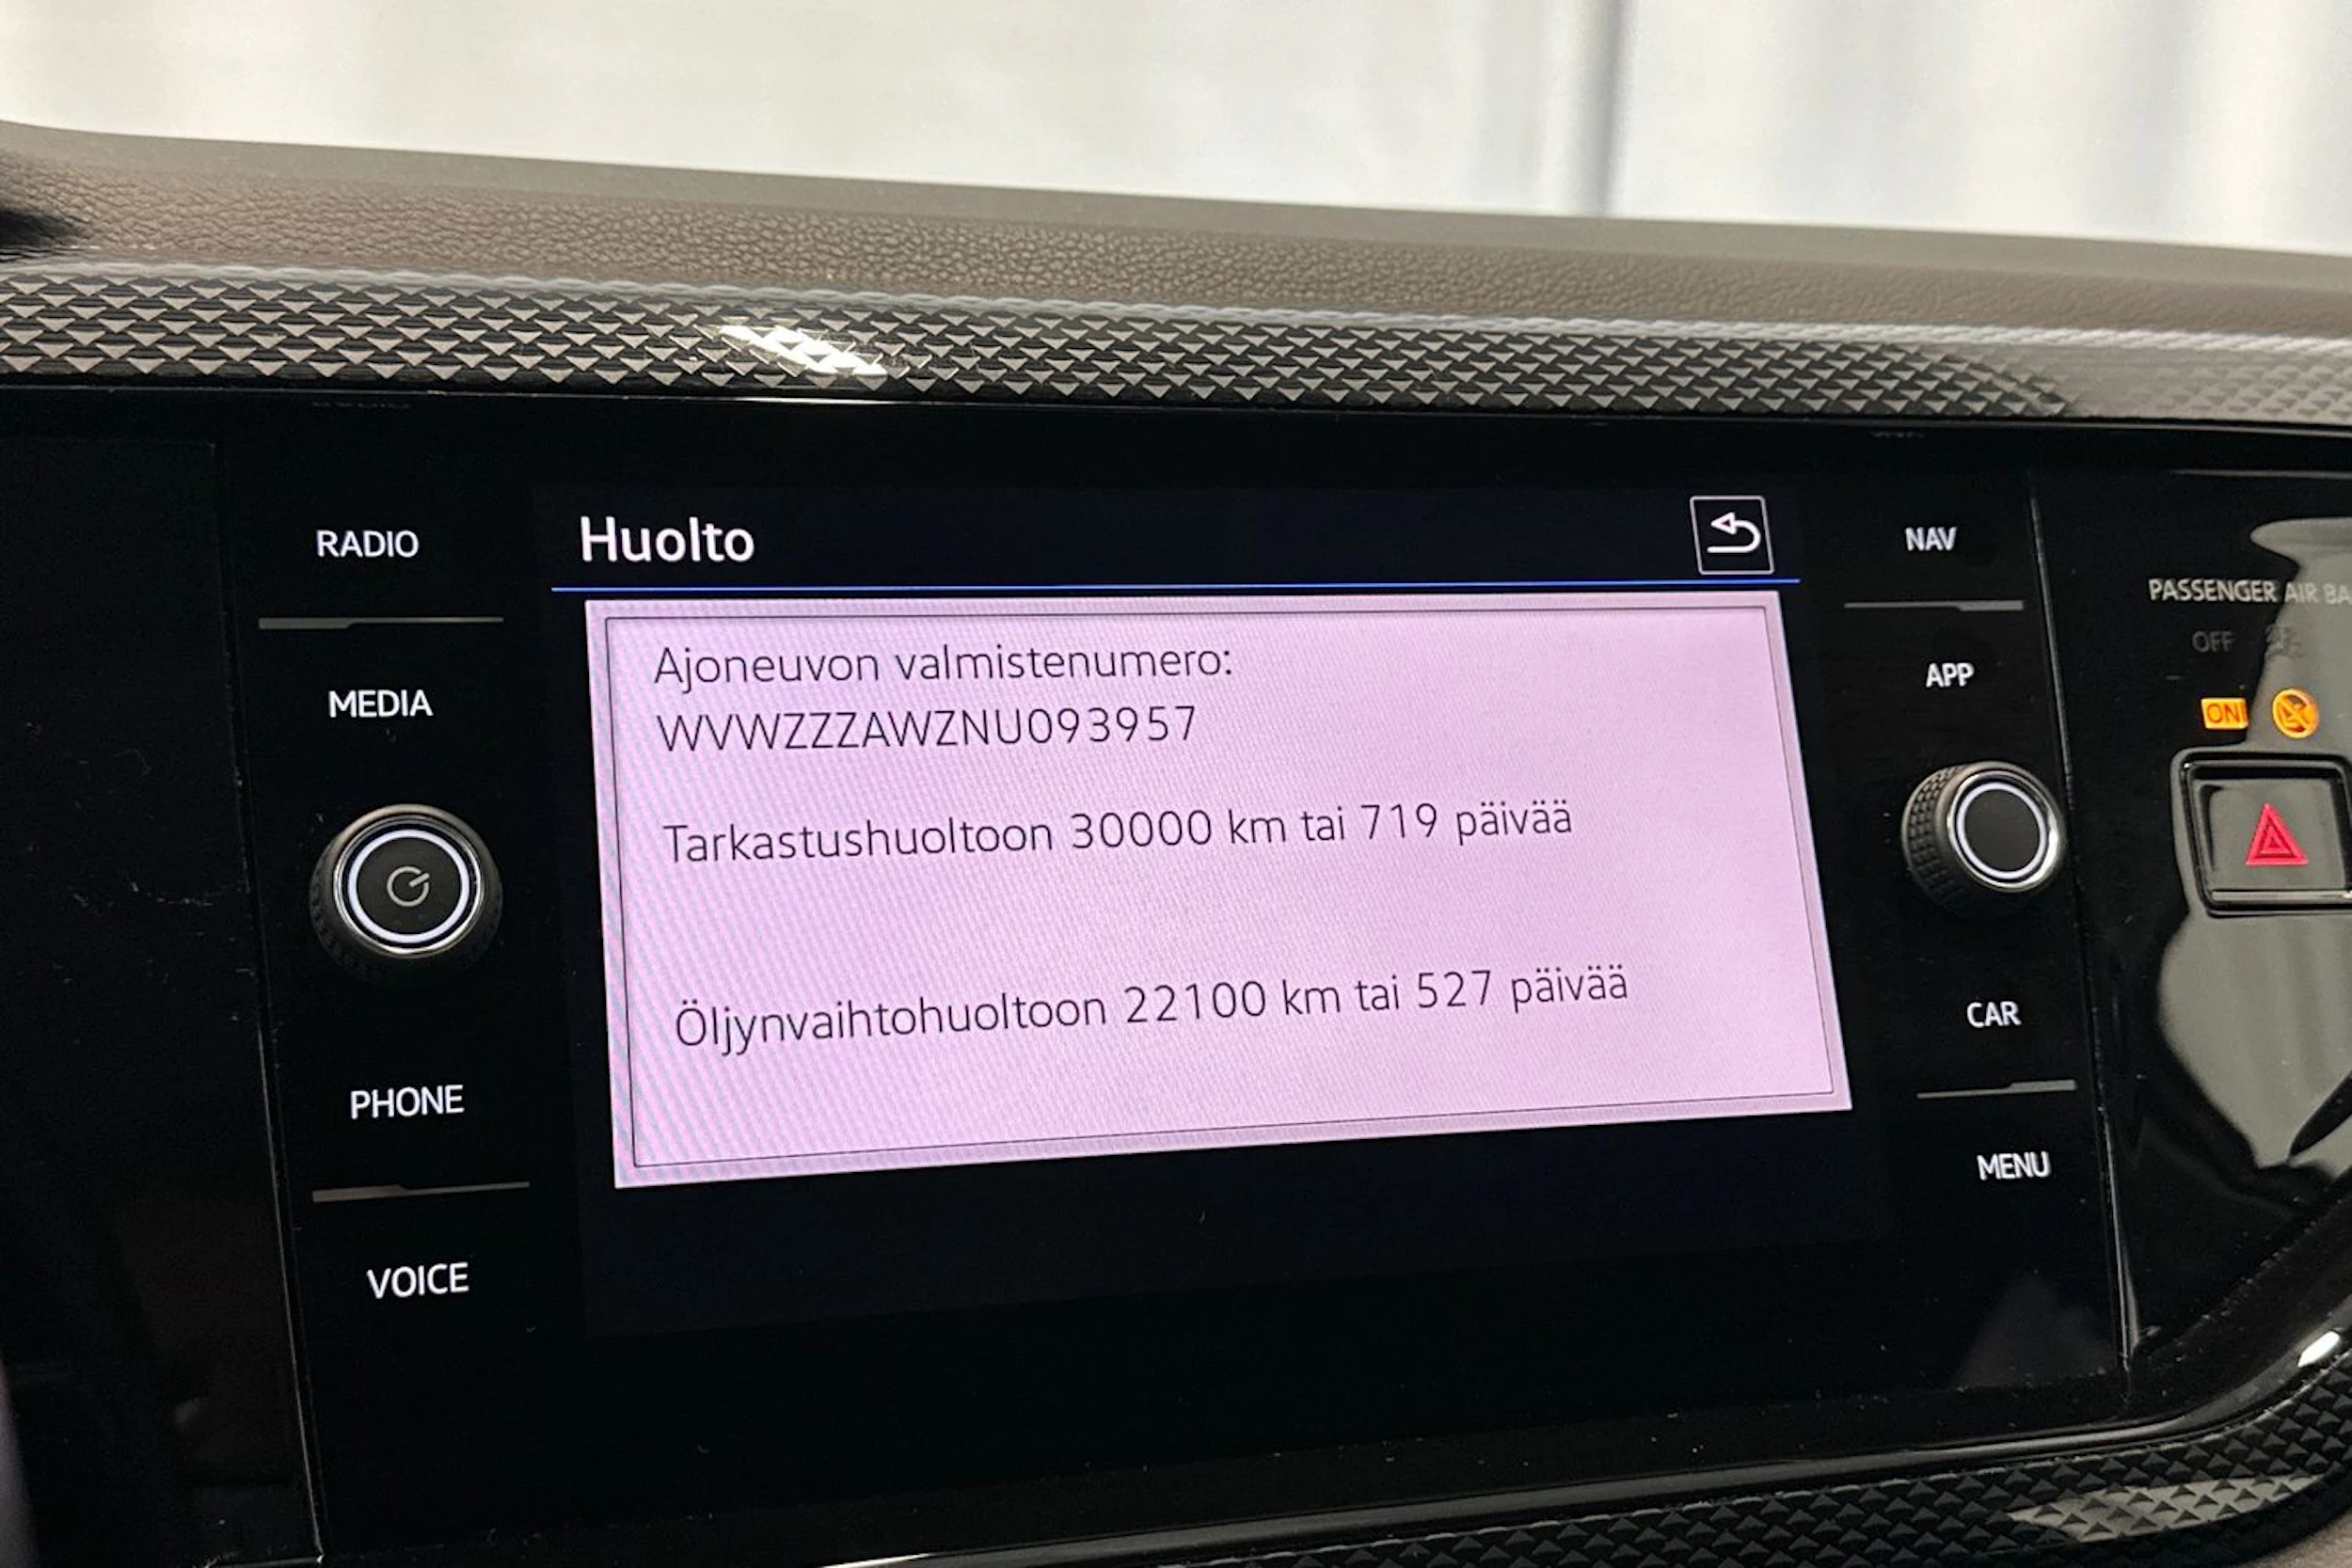 Huolto
Ajoneuvon valmistenumero:
WVWZZZAWZNU093957
Tarkastushuoltoon 30000 km tai 719 päivää
Öljynvaihtohuoltoon 22100 km tai 527 päivää
RADIO
MEDIA
PHONE
VOICE
NAV
APP
CAR
MENU
PASSENGER AIR
OFF
ON